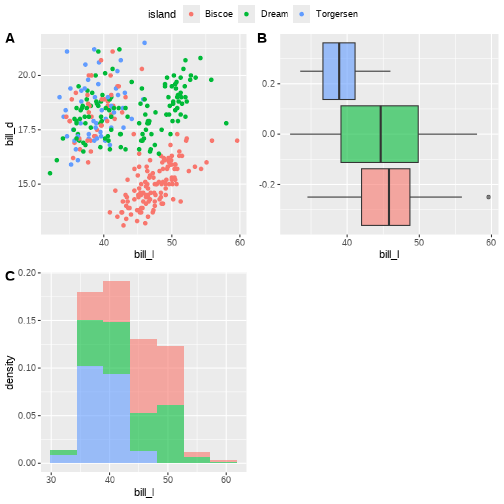 island Biscoe Dream Torgersen
A
20.0
17.5
15.0
bill_d
40 50 60
bill_l
B
0.2
0.0
-0.2
40 50 60
bill_l
C
0.20
0.15
0.10
0.05
0.00
density
30 40 50 60
bill_l